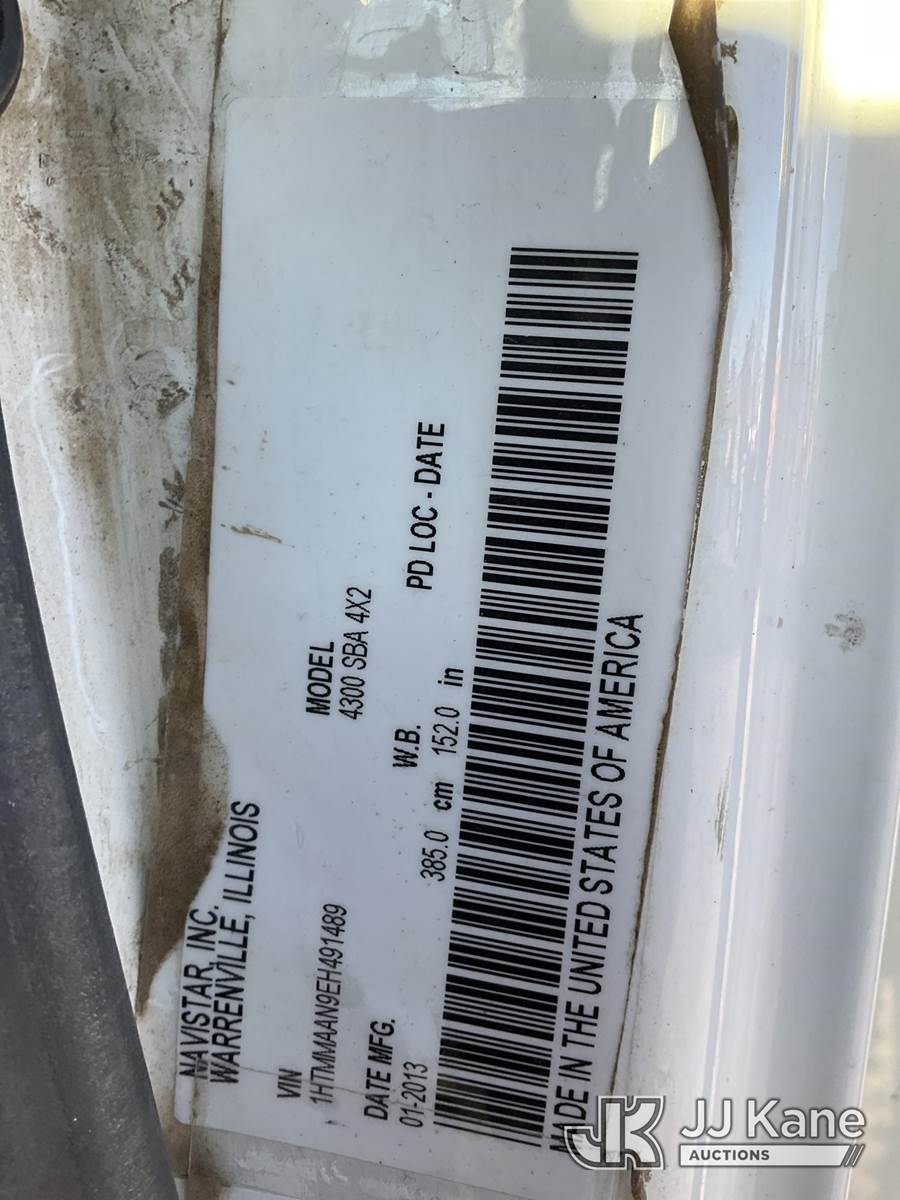 NAVISTAR, INC.
WARRENVILLE, ILLINOIS
VIN
1HTMMAAN9EH491489
MODEL
4300 SBA 4X2
DATE MFG.
01-2013
W.B.
385.0 cm 152.0 in
PD LOC - DATE
MADE IN THE UNITED STATES OF AMERICA
JK JJ Kane
AUCTIONS